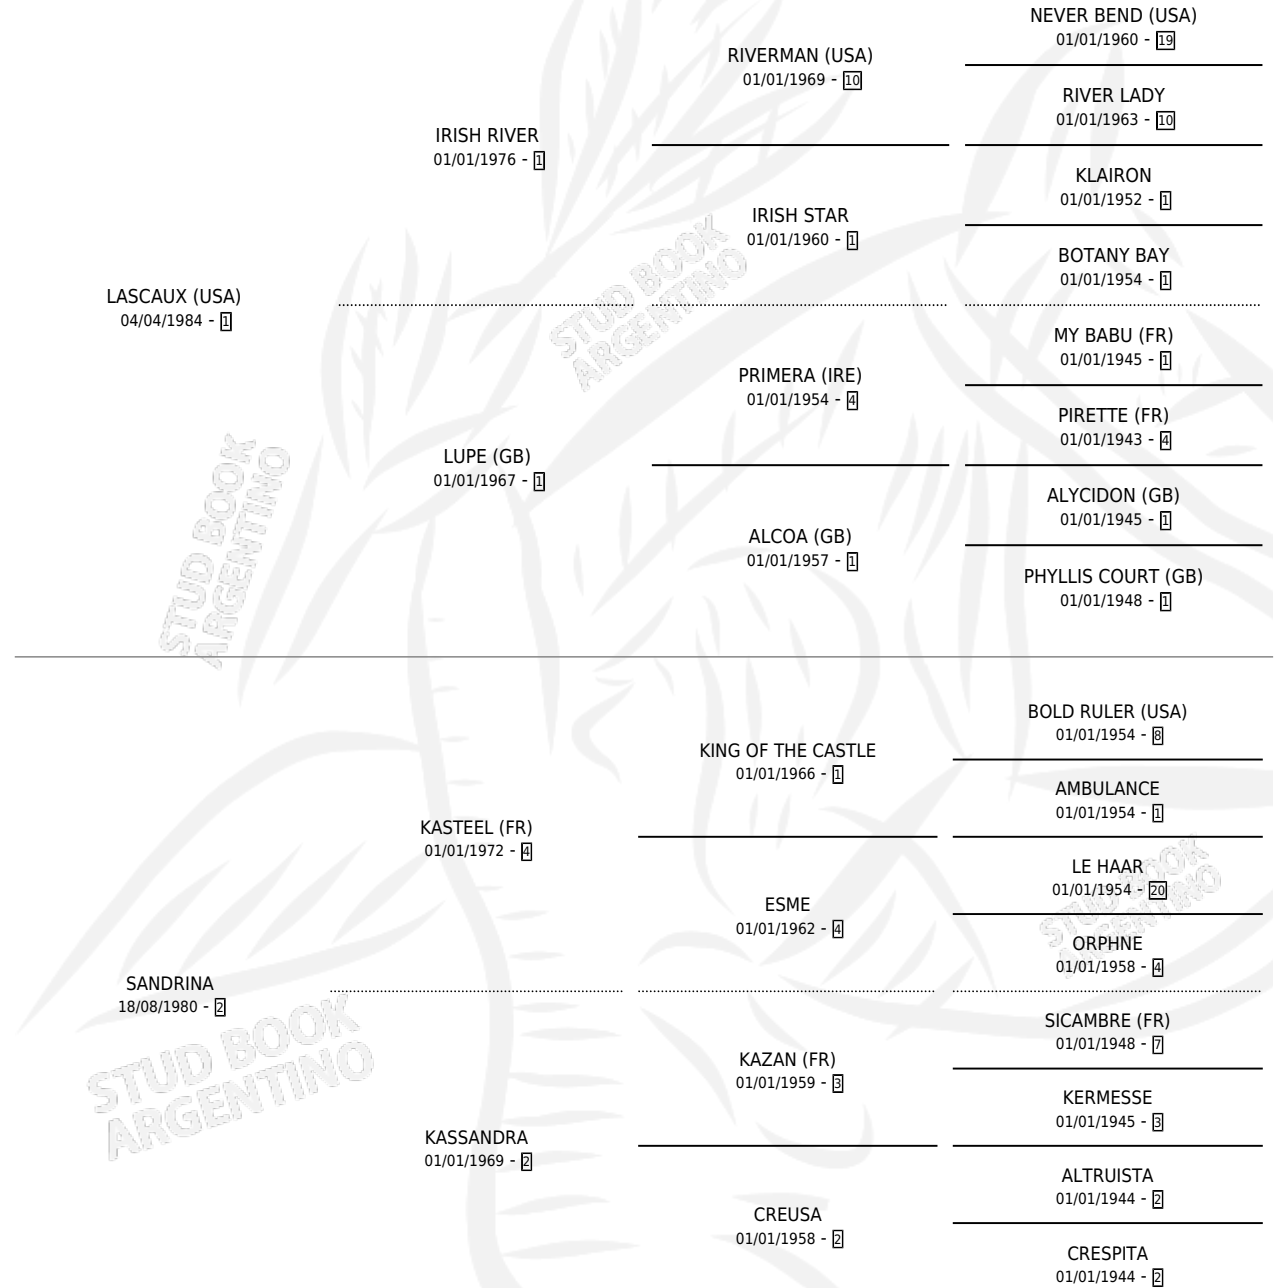 LASCAUX (USA)
04/04/1984 - 1
IRISH RIVER
01/01/1976 - 1
LUPE (GB)
01/01/1967 - 1
RIVERMAN (USA)
01/01/1969 - 10
IRISH STAR
01/01/1960 - 1
PRIMERA (IRE)
01/01/1954 - 4
ALCOA (GB)
01/01/1957 - 1
NEVER BEND (USA)
01/01/1960 - 19
RIVER LADY
01/01/1963 - 10
KLAIRON
01/01/1952 - 1
BOTANY BAY
01/01/1954 - 1
MY BABU (FR)
01/01/1945 - 1
PIRETTE (FR)
01/01/1943 - 4
ALYCIDON (GB)
01/01/1945 - 1
PHYLLIS COURT (GB)
01/01/1948 - 1
SANDRINA
18/08/1980 - 2
KASTEEL (FR)
01/01/1972 - 4
KASSANDRA
01/01/1969 - 2
KING OF THE CASTLE
01/01/1966 - 1
ESME
01/01/1962 - 4
KAZAN (FR)
01/01/1959 - 3
CREUSA
01/01/1958 - 2
BOLD RULER (USA)
01/01/1954 - 8
AMBULANCE
01/01/1954 - 1
LE HAAR
01/01/1954 - 20
ORPHNE
01/01/1958 - 4
SICAMBRE (FR)
01/01/1948 - 7
KERMESSE
01/01/1945 - 3
ALTRUISTA
01/01/1944 - 2
CRESPITA
01/01/1944 - 2
STUD BOOK
ARGENTINO
STUD BOOK
ARGENTINO
STUD BOOK
ARGENTINO
STUD BOOK
ARGENTINO